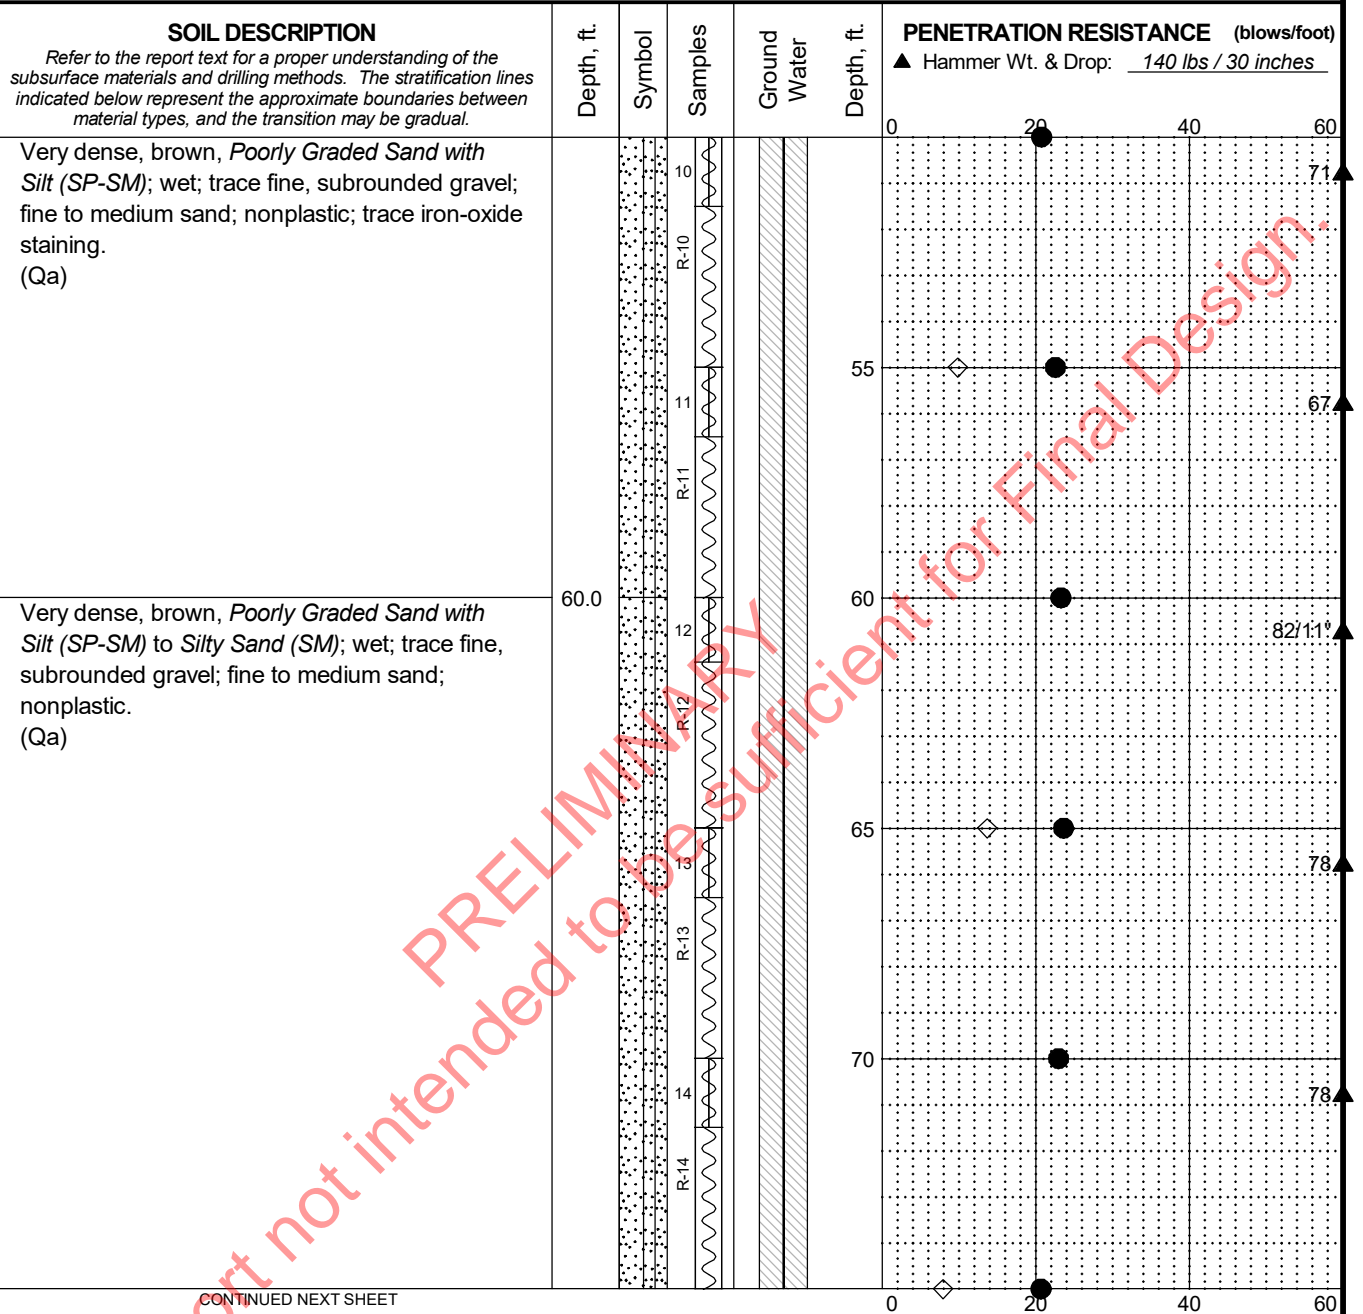 SOIL DESCRIPTION
Refer to the report text for a proper understanding of the
subsurface materials and drilling methods. The stratification lines
indicated below represent the approximate boundaries between
material types, and the transition may be gradual.
Depth, ft.
Symbol
Samples
Ground
Water
Depth, ft.
PENETRATION RESISTANCE (blows/foot)
▲ Hammer Wt. & Drop: 140 lbs / 30 inches
0 20 40 60
Very dense, brown, Poorly Graded Sand with
Silt (SP-SM); wet; trace fine, subrounded gravel;
fine to medium sand; nonplastic; trace iron-oxide
staining.
(Qa)
10
71
R-10
55
11
67
R-11
60.0
60
Very dense, brown, Poorly Graded Sand with
Silt (SP-SM) to Silty Sand (SM); wet; trace fine,
subrounded gravel; fine to medium sand;
nonplastic.
(Qa)
12
82/11"
R-12
65
13
78
R-13
70
14
78
R-14
CONTINUED NEXT SHEET
0 20 40 60
PRELIMINARY
not intended to be sufficient for Final Design.